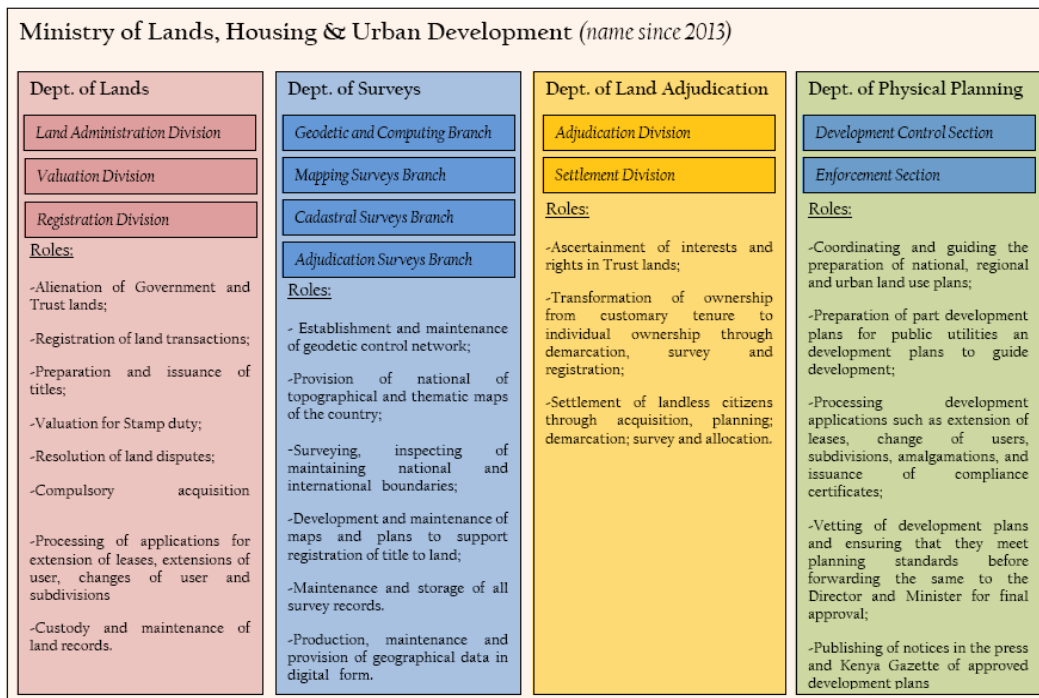 Ministry of Lands, Housing & Urban Development (name since 2013)
Dept. of Lands
Land Administration Division
Valuation Division
Registration Division
Roles:
-Alienation of Government and
Trust lands;
-Registration of land transactions;
-Preparation and issuance of
titles;
-Valuation for Stamp duty;
-Resolution of land disputes;
-Compulsory acquisition
-Processing of applications for
extension of leases, extensions of
user, changes of user and
subdivisions
-Custody and maintenance of
land records.
Dept. of Surveys
Geodetic and Computing Branch
Mapping Surveys Branch
Cadastral Surveys Branch
Adjudication Surveys Branch
Roles:
- Establishment and maintenance
of geodetic control network;
-Provision of national of
topographical and thematic maps
of the country;
-Surveying, inspecting of
maintaining national and
international boundaries;
-Development and maintenance of
maps and plans to support
registration of title to land;
-Maintenance and storage of all
survey records.
-Production, maintenance and
provision of geographical data in
digital form.
Dept. of Land Adjudication
Adjudication Division
Settlement Division
Roles:
-Ascertainment of interests and
rights in Trust lands;
-Transformation of ownership
from customary tenure to
individual ownership through
demarcation, survey and
registration;
-Settlement of landless citizens
through acquisition, planning;
demarcation; survey and allocation.
Dept. of Physical Planning
Development Control Section
Enforcement Section
Roles:
-Coordinating and guiding the
preparation of national, regional
and urban land use plans;
-Preparation of part development
plans for public utilities an
development plans to guide
development;
-Processing development
applications such as extension of
leases, change of users,
subdivisions, amalgamations, and
issuance of compliance
certificates;
-Vetting of development plans
and ensuring that they meet
planning standards before
forwarding the same to the
Director and Minister for final
approval;
-Publishing of notices in the press
and Kenya Gazette of approved
development plans